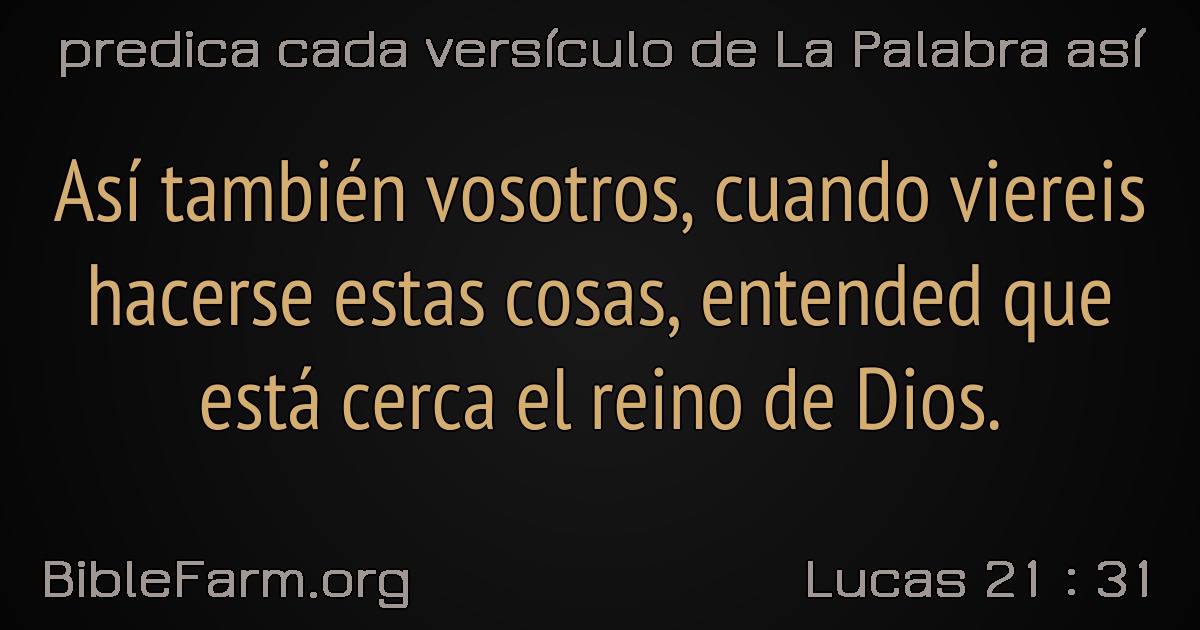 predica cada versículo de La Palabra así
Así también vosotros, cuando viereis
hacerse estas cosas, entended que
está cerca el reino de Dios.
BibleFarm.org
Lucas 21 : 31